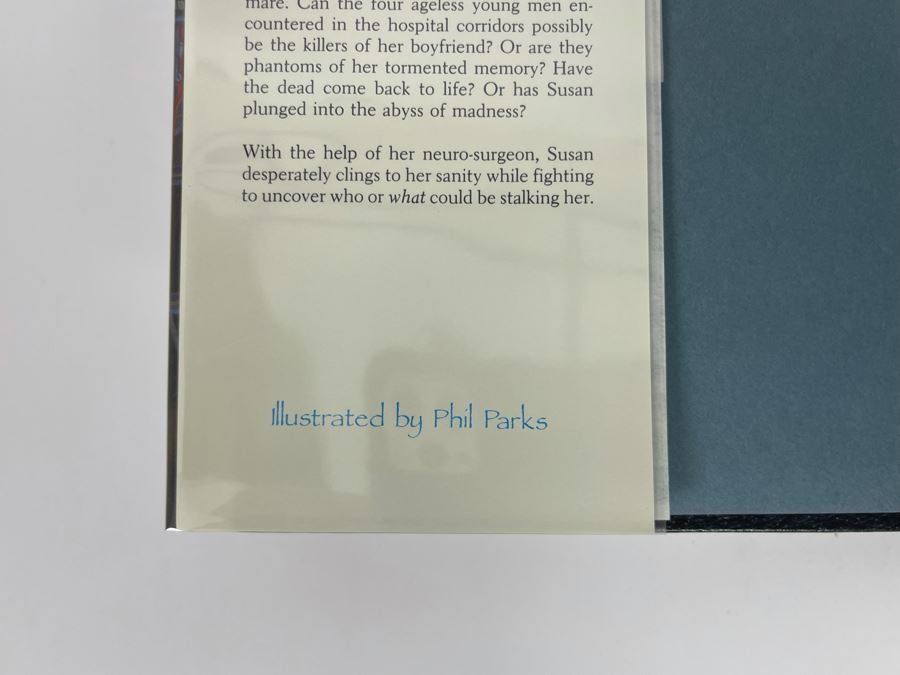 mare. Can the four ageless young men en-
countered in the hospital corridors possibly
be the killers of her boyfriend? Or are they
phantoms of her tormented memory? Have
the dead come back to life? Or has Susan
plunged into the abyss of madness?
With the help of her neuro-surgeon, Susan
desperately clings to her sanity while fighting
to uncover who or what could be stalking her.
Illustrated by Phil Parks